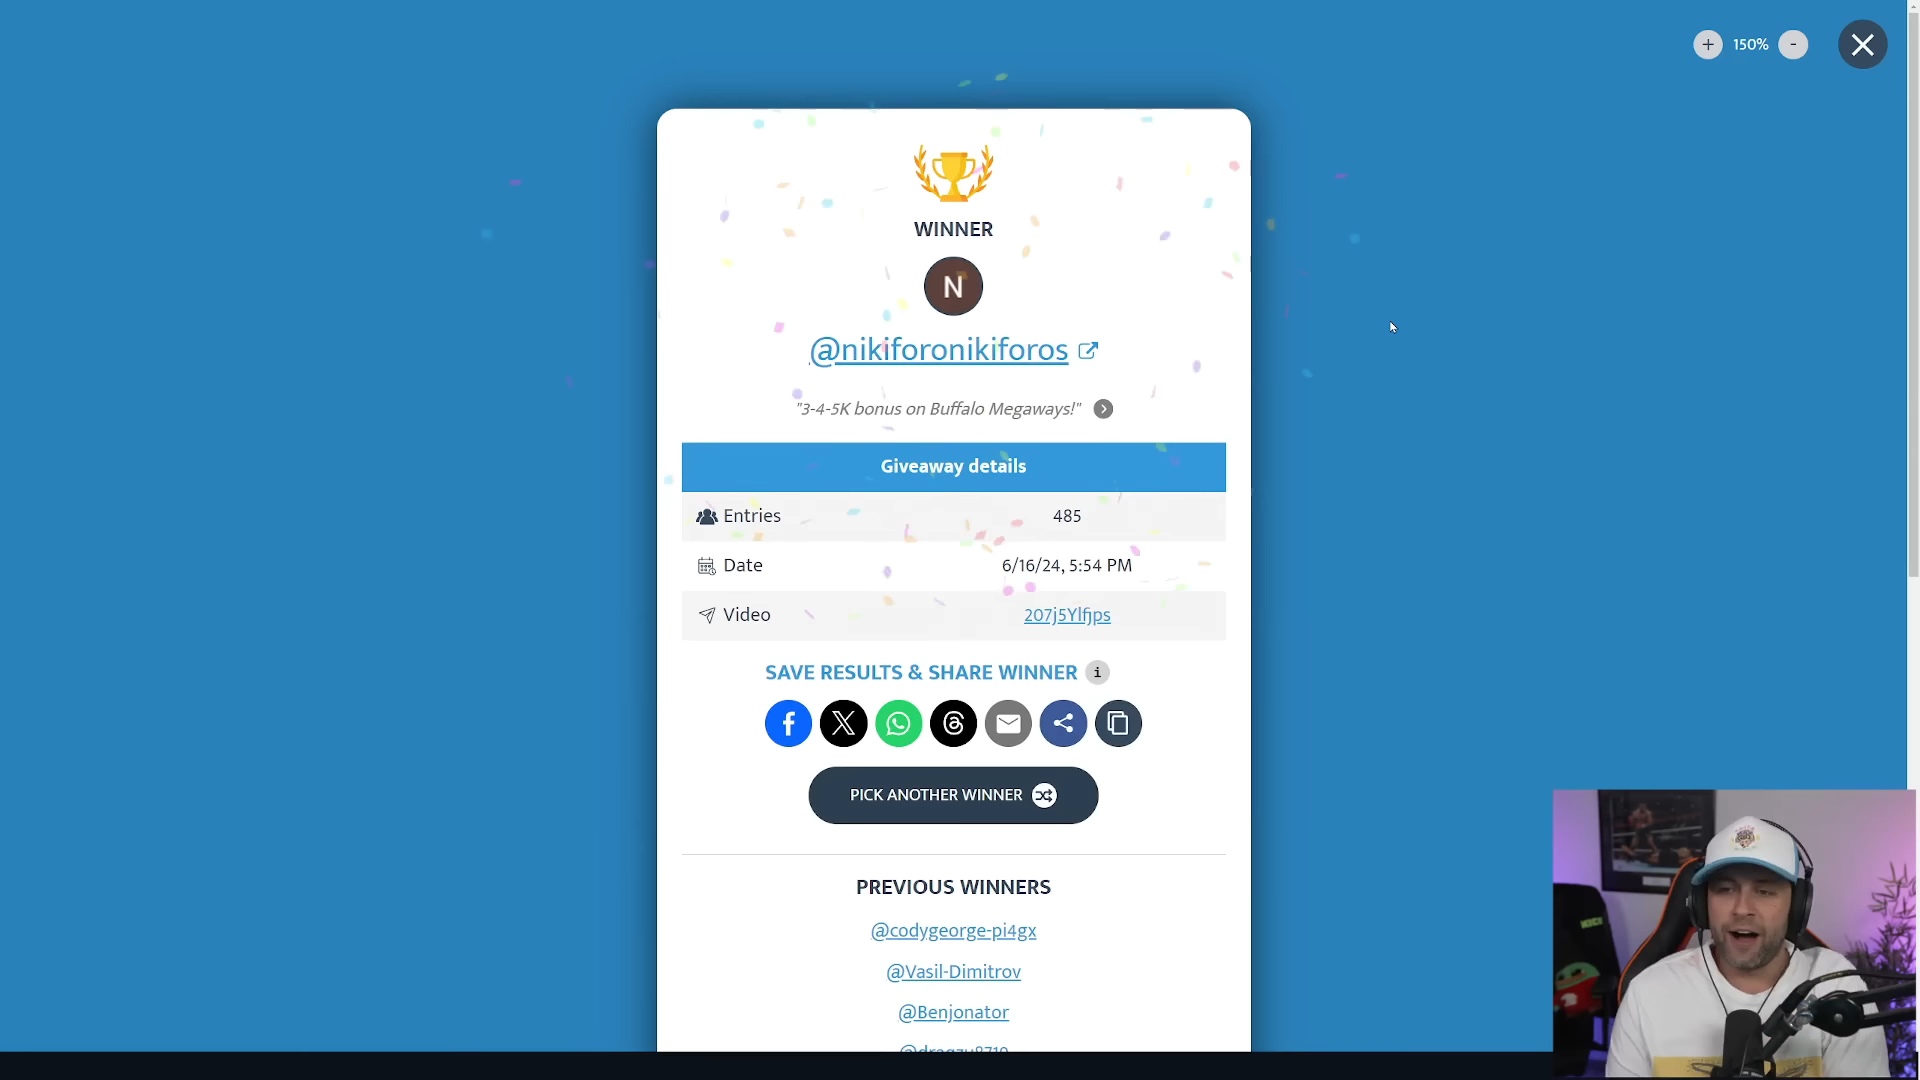 + 150% -
WINNER
N
@nikiforonikiforos
"3-4-5K bonus on Buffalo Megaways!"
Giveaway details
Entries 485
Date 6/16/24, 5:54 PM
Video 207j5Ylfjps
SAVE RESULTS & SHARE WINNER i
PICK ANOTHER WINNER
PREVIOUS WINNERS
@codygeorge-pi4gx
@Vasil-Dimitrov
@Benjonator
KICK